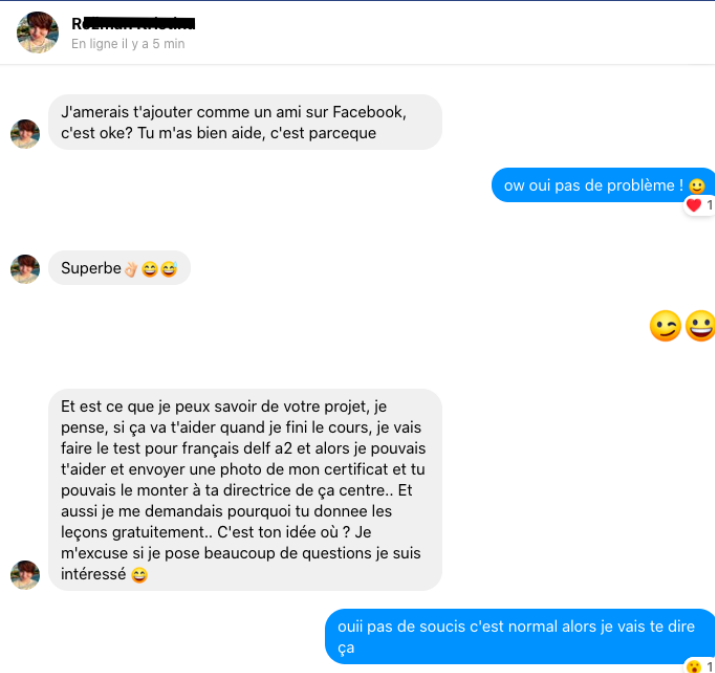 En ligne il y a 5 min
J'amerais t'ajouter comme un ami sur Facebook,
c'est oke? Tu m'as bien aide, c'est parceque
ow oui pas de problème ! 🙂
❤️ 1
Superbe👌🏻😄😅
😉😀
Et est ce que je peux savoir de votre projet, je
pense, si ça va t'aider quand je fini le cours, je vais
faire le test pour français delf a2 et alors je pouvais
t'aider et envoyer une photo de mon certificat et tu
pouvais le monter à ta directrice de ça centre.. Et
aussi je me demandais pourquoi tu donnee les
leçons gratuitement.. C'est ton idée où ? Je
m'excuse si je pose beaucoup de questions je suis
intéressé 😄
ouii pas de soucis c'est normal alors je vais te dire
ça
😮 1